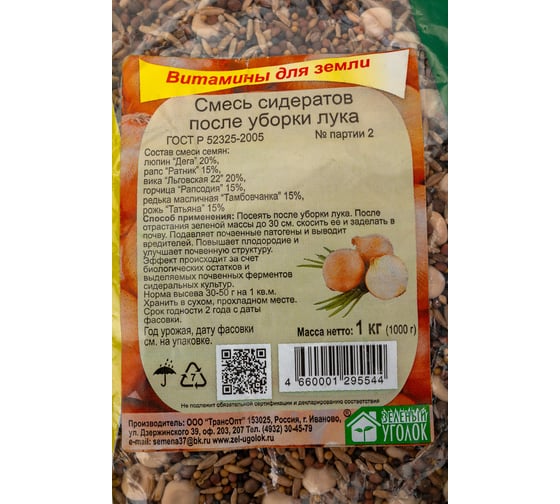 Витамины для земли
Смесь сидератов
после уборки лука
ГОСТ Р 52325-2005
№ партии 2
Состав смеси семян:
люпин "Дега" 20%,
рапс "Ратник" 15%,
вика "Льговская 22" 20%,
горчица "Рапсодия" 15%,
редька масличная "Тамбовчанка" 15%,
рожь "Татьяна" 15%
Способ применения: Посеять после уборки лука. После
отрастания зеленой массы до 30 см. скосить ее и заделать в
почву. Подавляет почвенные патогены и выводит
вредителей. Повышает плодородие и
улучшает почвенную структуру.
Эффект происходит за счет
биологических остатков и
выделяемых почвенных ферментов
сидеральных культур.
Норма высева 30-50 г на 1 кв.м.
Хранить в сухом, прохладном месте.
Срок годности 2 года с даты
фасовки.
Год урожая, дату фасовки
см. на упаковке.
Масса нетто: 1 кг (1000 г)
7
4 660001 295544
Не подлежит обязательной сертификации и декларированию соответствия
Производитель: ООО "ТрансОпт" 153025, Россия, г. Иваново,
ул. Дзержинского 39, оф. 203, 207 Тел. (4932) 30-45-79
e-mail: semena37@bk.ru www.zel-ugolok.ru
ЗЕЛЕНЫЙ
УГОЛОК